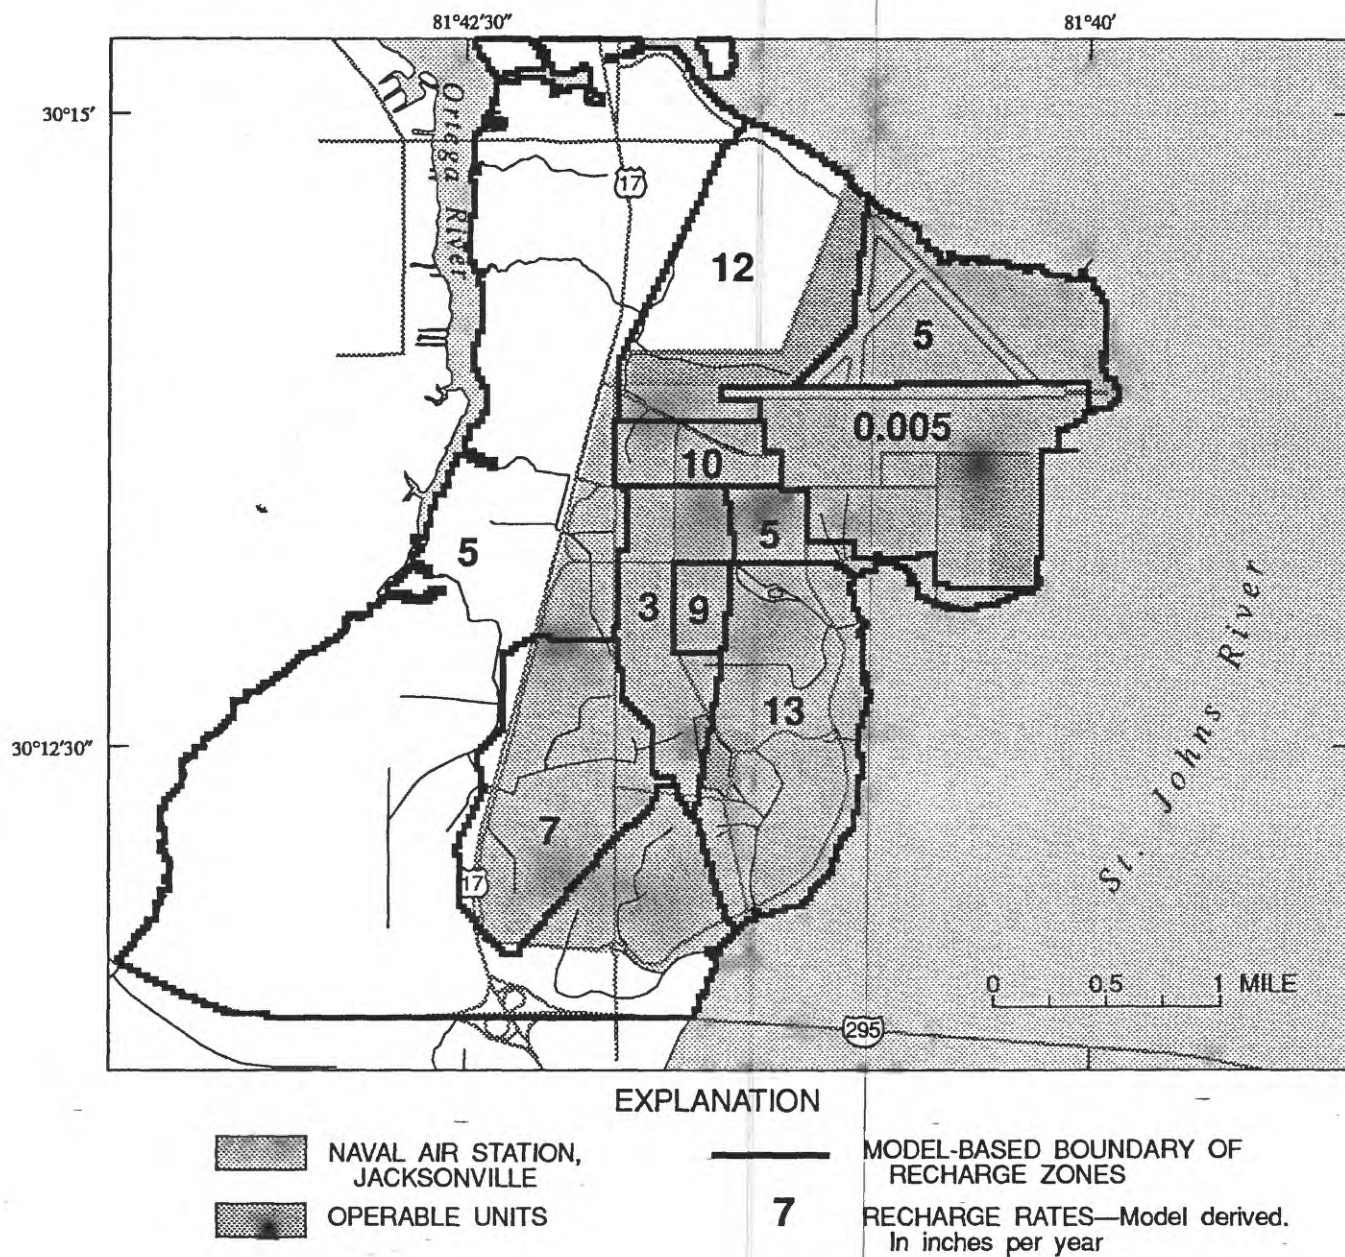 81°42'30"
81°40'
30°15'
Ortega River
17
12
5
0.005
10
5
5
3
9
13
30°12'30"
7
17
St. Johns River
0 0.5 1 MILE
295
EXPLANATION
NAVAL AIR STATION,
JACKSONVILLE
OPERABLE UNITS
MODEL-BASED BOUNDARY OF
RECHARGE ZONES
7
RECHARGE RATES—Model derived.
In inches per year